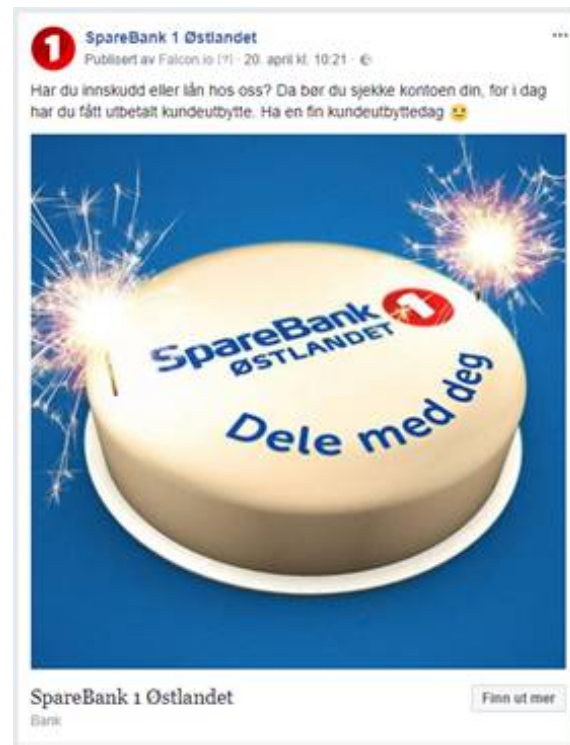 SpareBank 1 Østlandet
Publisert av Falcon.io [?] · 20. april kl. 10:21 ·
Har du innskudd eller lån hos oss? Da bør du sjekke kontoen din, for i dag
har du fått utbetalt kundeutbytte. Ha en fin kundeutbyttedag
SpareBank 1
ØSTLANDET
Dele med deg
SpareBank 1 Østlandet
Finn ut mer
Bank